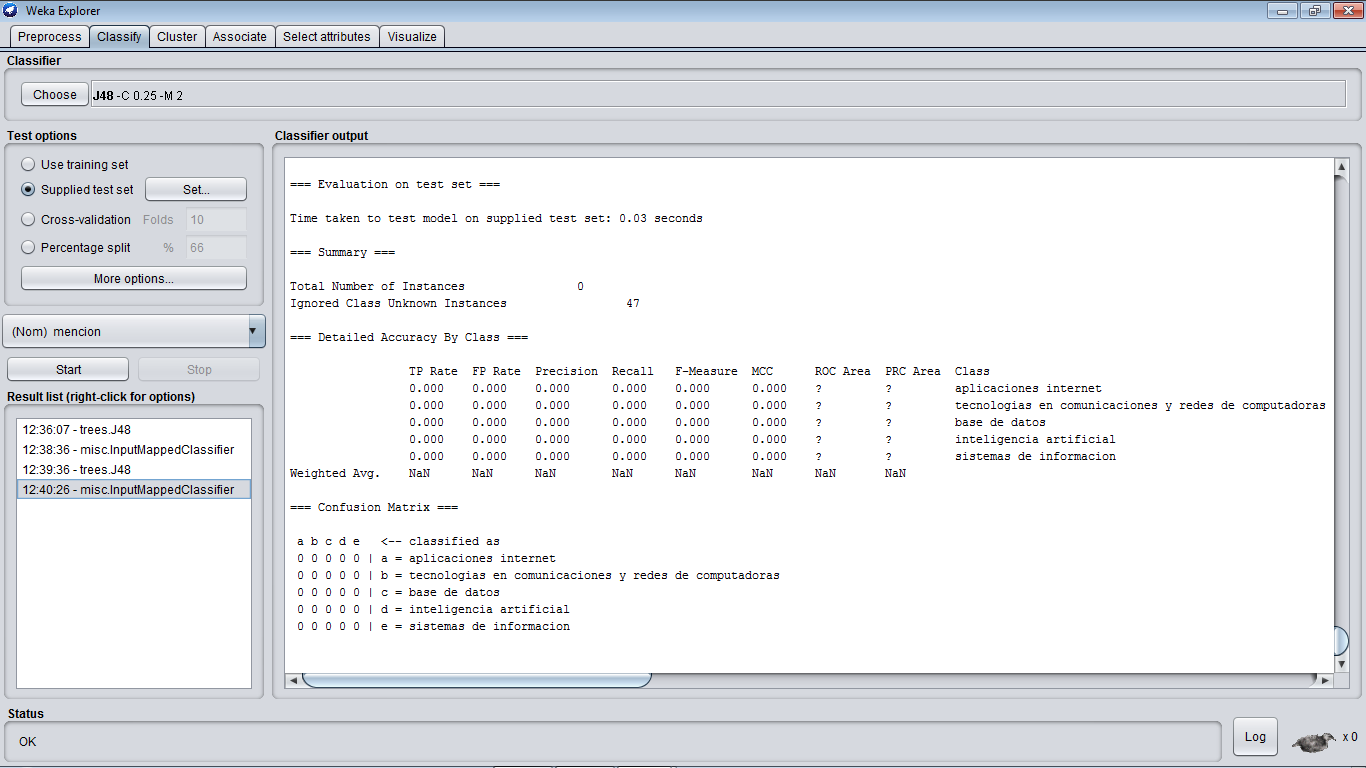 Weka Explorer
Preprocess Classify Cluster Associate Select attributes Visualize
Classifier
Choose J48 -C 0.25 -M 2
Test options
Use training set
Supplied test set Set...
Cross-validation Folds 10
Percentage split % 66
More options...
(Nom) mencion
Start Stop
Result list (right-click for options)
12:36:07 - trees.J48
12:38:36 - misc.InputMappedClassifier
12:39:36 - trees.J48
12:40:26 - misc.InputMappedClassifier
Classifier output
=== Evaluation on test set ===
Time taken to test model on supplied test set: 0.03 seconds
=== Summary ===
Total Number of Instances 0
Ignored Class Unknown Instances 47
=== Detailed Accuracy By Class ===
TP Rate FP Rate Precision Recall F-Measure MCC ROC Area PRC Area Class
0.000 0.000 0.000 0.000 0.000 0.000 ? ? aplicaciones internet
0.000 0.000 0.000 0.000 0.000 0.000 ? ? tecnologias en comunicaciones y redes de computadoras
0.000 0.000 0.000 0.000 0.000 0.000 ? ? base de datos
0.000 0.000 0.000 0.000 0.000 0.000 ? ? inteligencia artificial
0.000 0.000 0.000 0.000 0.000 0.000 ? ? sistemas de informacion
Weighted Avg. NaN NaN NaN NaN NaN NaN NaN NaN
=== Confusion Matrix ===
a b c d e <-- classified as
0 0 0 0 0 | a = aplicaciones internet
0 0 0 0 0 | b = tecnologias en comunicaciones y redes de computadoras
0 0 0 0 0 | c = base de datos
0 0 0 0 0 | d = inteligencia artificial
0 0 0 0 0 | e = sistemas de informacion
Status
OK
Log x 0